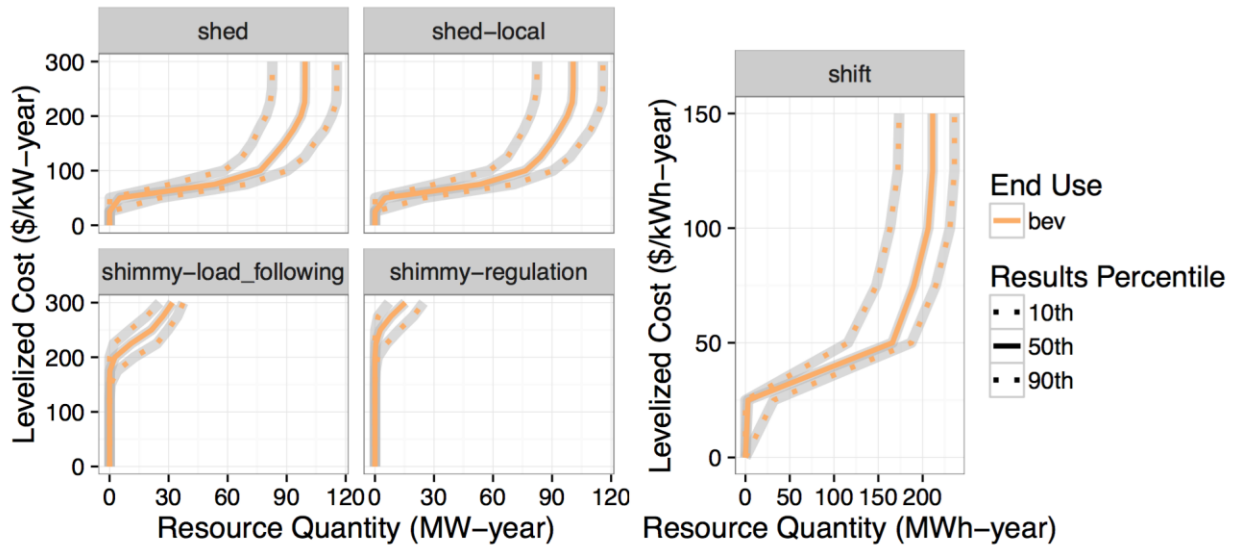 shed
shed-local
Levelized Cost ($/kW-year)
300
200
100
0
shimmy-load_following
shimmy-regulation
300
200
100
0
0 30 60 90 120
0 30 60 90 120
Resource Quantity (MW-year)
shift
Levelized Cost ($/kWh-year)
150
100
50
0
0 50 100 150 200
Resource Quantity (MWh-year)
End Use
bev
Results Percentile
10th
50th
90th